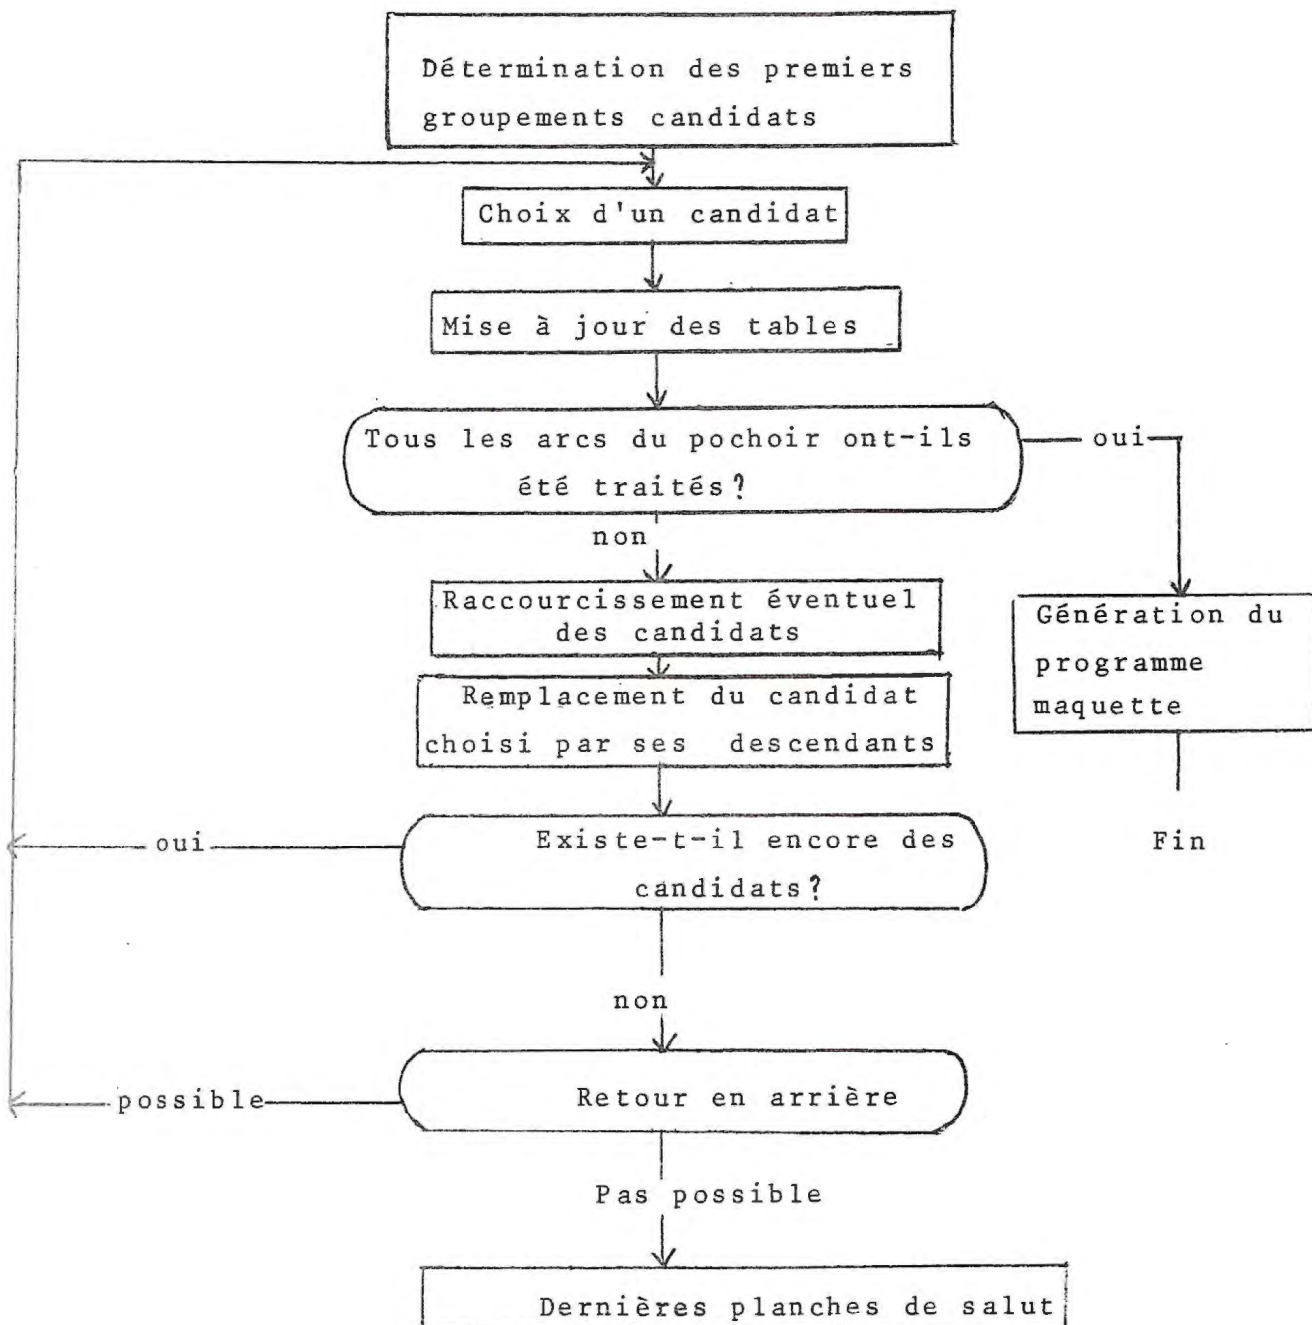 Détermination des premiers
groupements candidats
Choix d'un candidat
Mise à jour des tables
Tous les arcs du pochoir ont-ils
été traités?
oui
non
Raccourcissement éventuel
des candidats
Génération du
programme
maquette
Remplacement du candidat
choisi par ses descendants
Fin
Existe-t-il encore des
candidats?
oui
non
Retour en arrière
possible
Pas possible
Dernières planches de salut